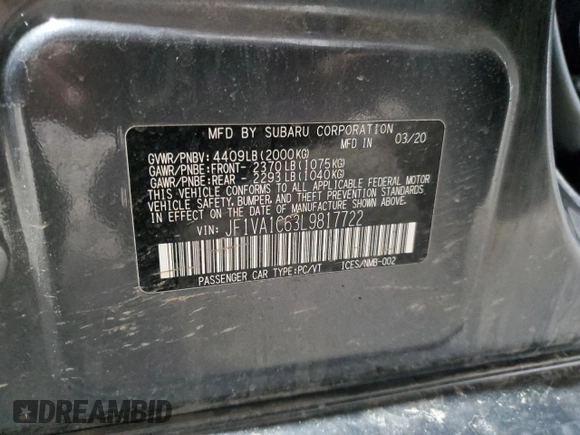 MFD BY SUBARU CORPORATION
MFD IN 03/20
GVWR/PNBV: 4409LB(2000KG)
GAWR/PNBE:FRONT- 2370LB(1075KG)
GAWR/PNBE:REAR - 2293LB(1040KG)
THIS VEHICLE CONFORMS TO ALL APPLICABLE FEDERAL MOTOR
VEHICLE SAFETY, BUMPER, AND THEFT PREVENTION STANDARDS
IN EFFECT ON THE DATE OF MANUFACTURE SHOWN ABOVE.
VIN: JF1VA1C63L9817722
PASSENGER CAR TYPE:PC/VT ICES/NMB-002
DREAMBID